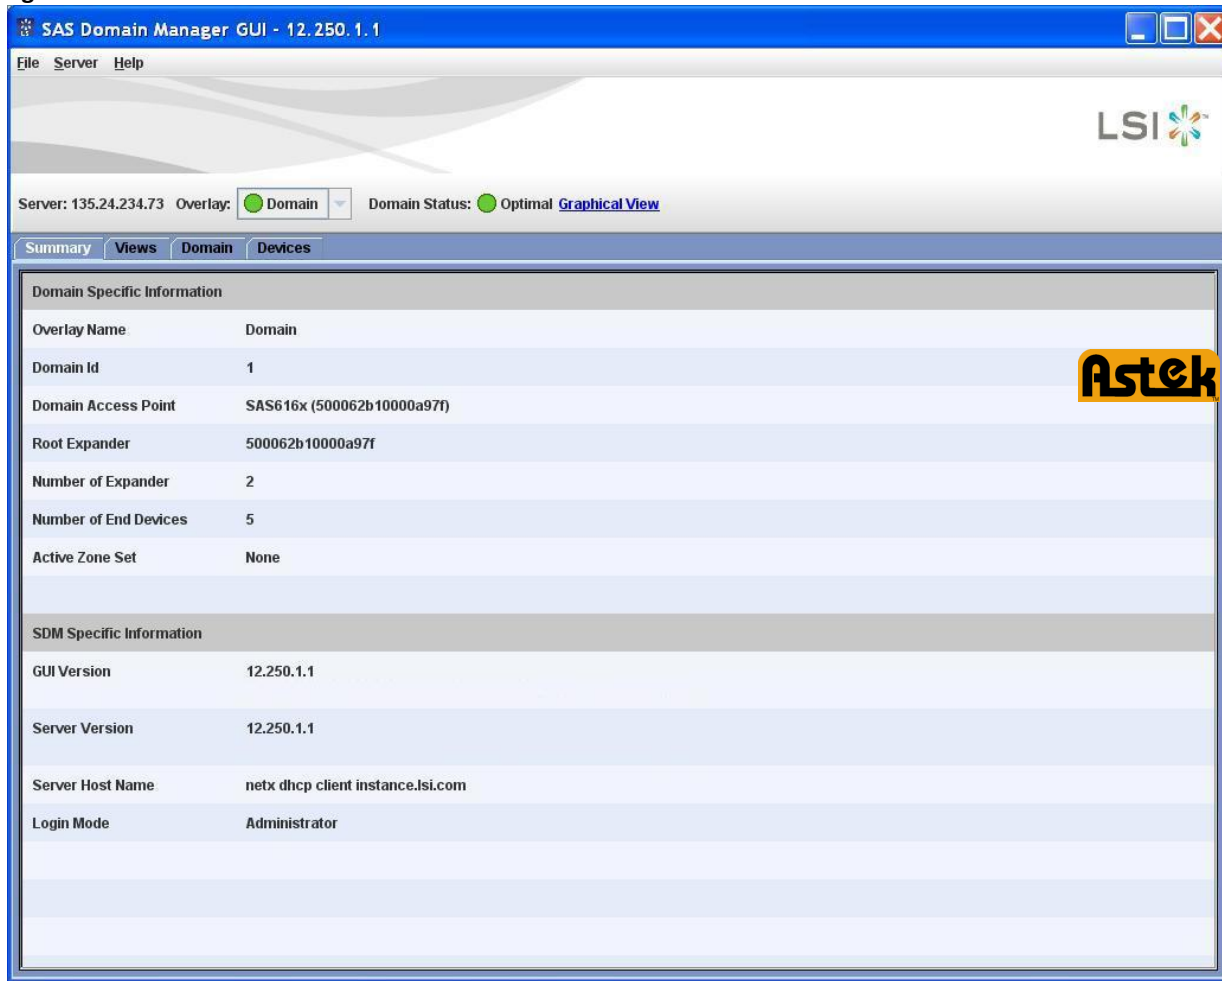 SAS Domain Manager GUI - 12.250.1.1
File Server Help
LSI
Server: 135.24.234.73 Overlay: Domain Domain Status: Optimal Graphical View
Summary Views Domain Devices
Domain Specific Information
Overlay Name Domain
Domain Id 1
Astek
Domain Access Point SAS616x (500062b10000a97f)
Root Expander 500062b10000a97f
Number of Expander 2
Number of End Devices 5
Active Zone Set None
SDM Specific Information
GUI Version 12.250.1.1
Server Version 12.250.1.1
Server Host Name netx dhcp client instance.lsi.com
Login Mode Administrator